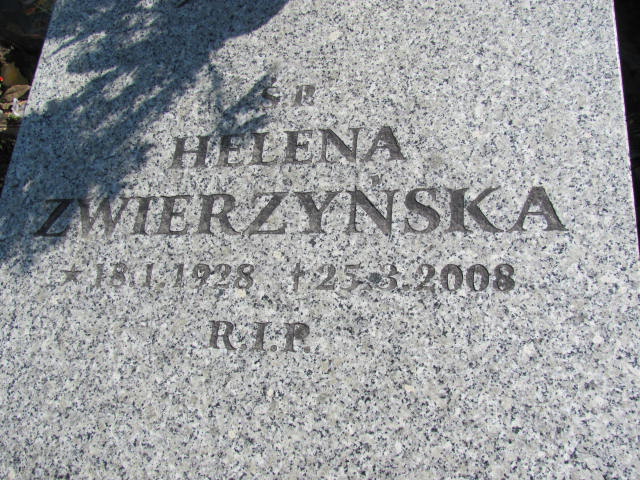 Ś.P.
HELENA
ZWIERZYŃSKA
* 18.1.1928 † 25.3.2008
R.I.P.